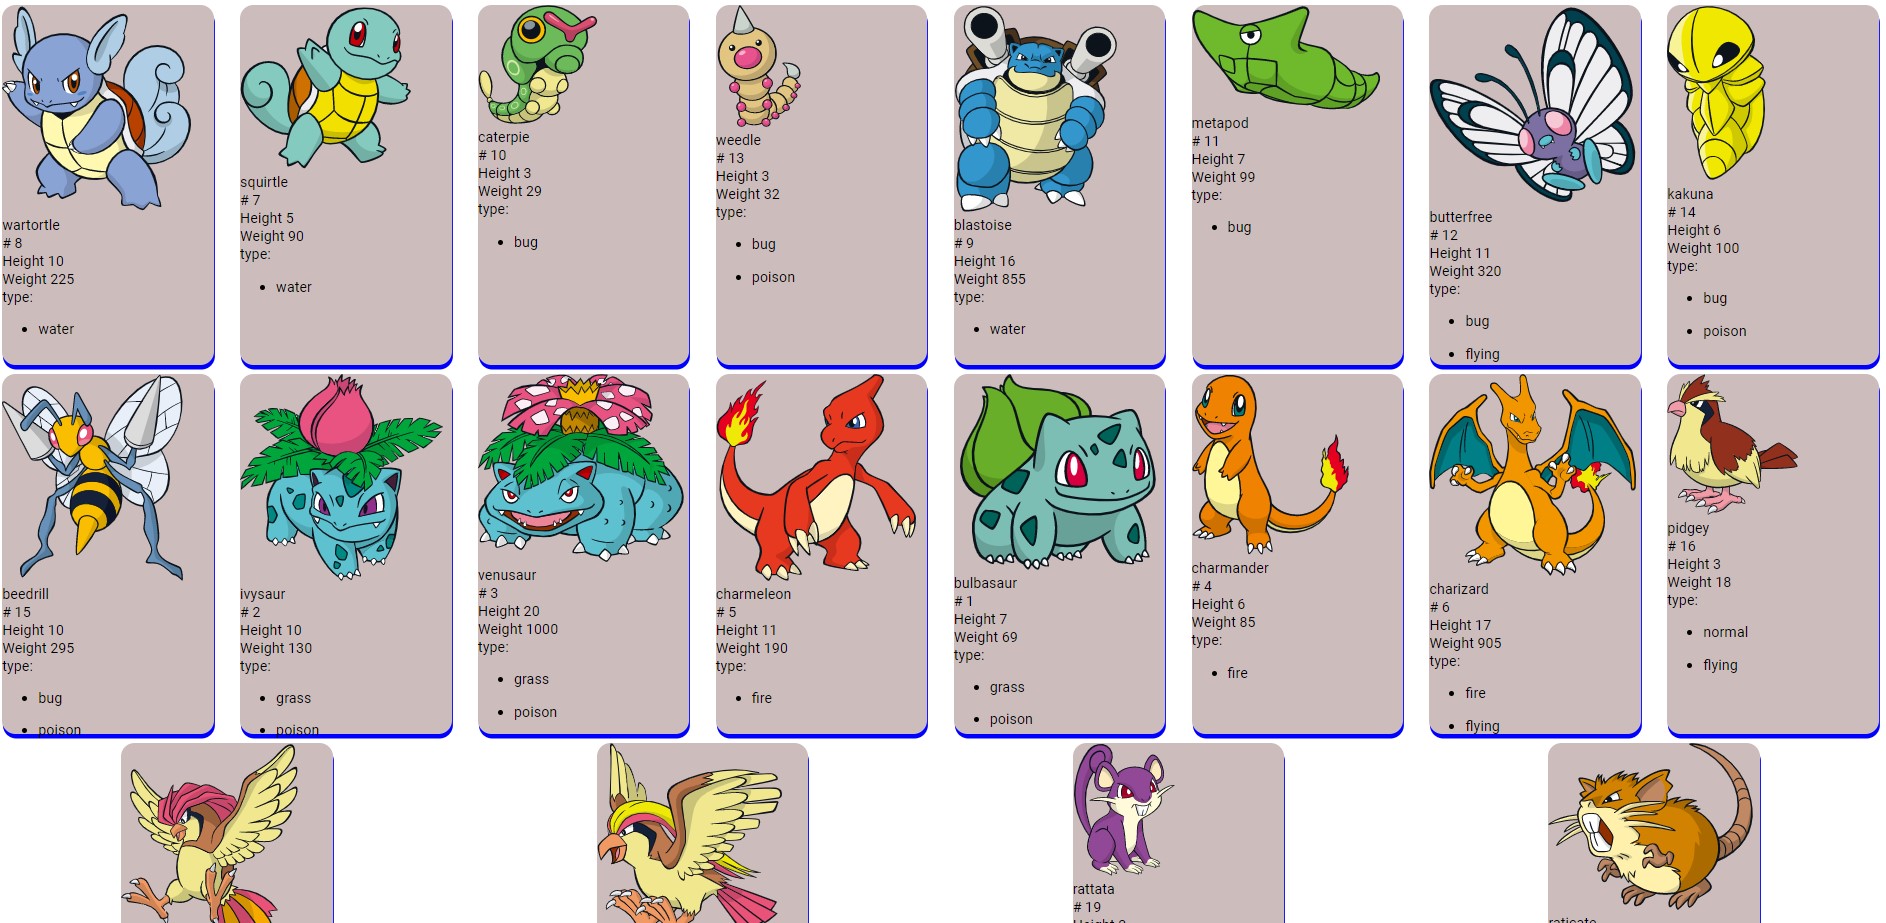 wartortle
# 8
Height 10
Weight 225
type:
water
squirtle
# 7
Height 5
Weight 90
type:
water
caterpie
# 10
Height 3
Weight 29
type:
bug
weedle
# 13
Height 3
Weight 32
type:
bug
poison
blastoise
# 9
Height 16
Weight 855
type:
water
metapod
# 11
Height 7
Weight 99
type:
bug
butterfree
# 12
Height 11
Weight 320
type:
bug
flying
kakuna
# 14
Height 6
Weight 100
type:
bug
poison
beedrill
# 15
Height 10
Weight 295
type:
bug
poison
ivysaur
# 2
Height 10
Weight 130
type:
grass
poison
venusaur
# 3
Height 20
Weight 1000
type:
grass
poison
charmeleon
# 5
Height 11
Weight 190
type:
fire
bulbasaur
# 1
Height 7
Weight 69
type:
grass
poison
charmander
# 4
Height 6
Weight 85
type:
fire
charizard
# 6
Height 17
Weight 905
type:
fire
flying
pidgey
# 16
Height 3
Weight 18
type:
normal
flying
rattata
# 19
Height
raticate